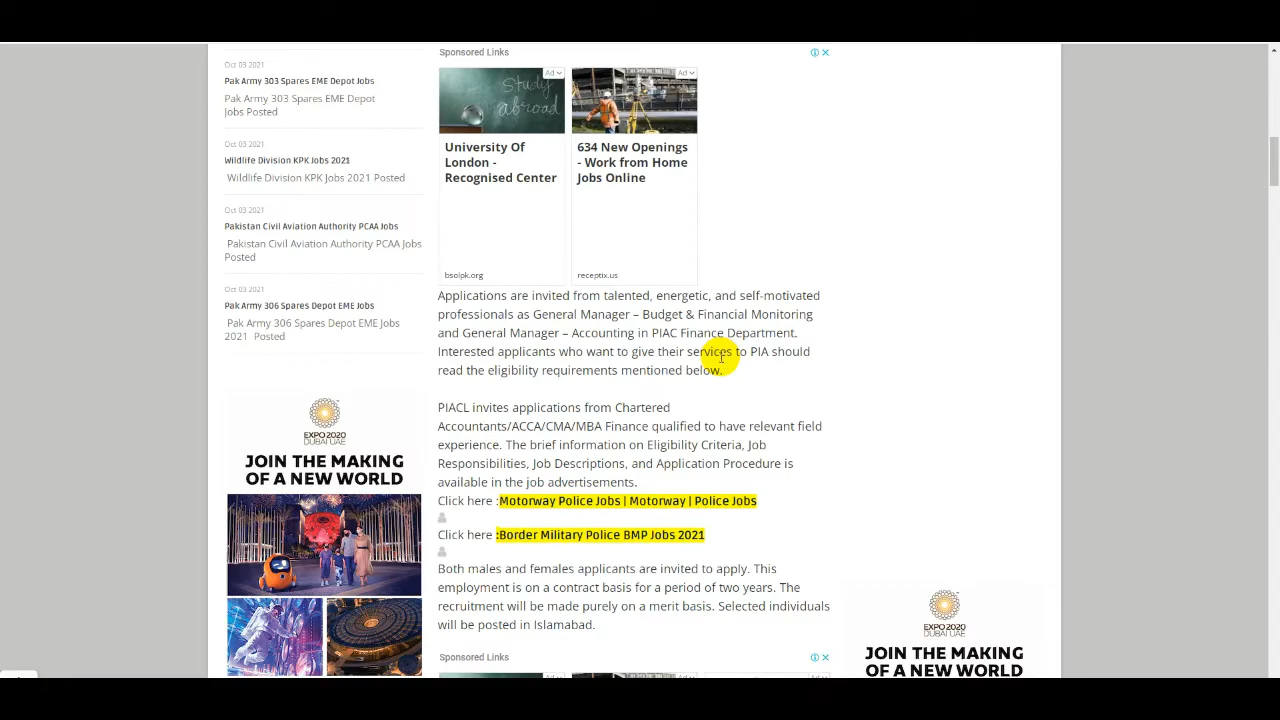 Oct 03 2021
Pak Army 303 Spares EME Depot Jobs
Pak Army 303 Spares EME Depot
Jobs Posted
Oct 03 2021
Wildlife Division KPK Jobs 2021
Wildlife Division KPK Jobs 2021 Posted
Oct 03 2021
Pakistan Civil Aviation Authority PCAA Jobs
Pakistan Civil Aviation Authority PCAA Jobs
Posted
Oct 03 2021
Pak Army 306 Spares Depot EME Jobs
Pak Army 306 Spares Depot EME Jobs
2021 Posted
EXPO2020
DUBAI UAE
JOIN THE MAKING
OF A NEW WORLD
Sponsored Links
Ad
Study
abroad
University Of
London -
Recognised Center
bsolpk.org
Ad
634 New Openings
- Work from Home
Jobs Online
receptix.us
Applications are invited from talented, energetic, and self-motivated
professionals as General Manager – Budget & Financial Monitoring
and General Manager – Accounting in PIAC Finance Department.
Interested applicants who want to give their services to PIA should
read the eligibility requirements mentioned below.
PIACL invites applications from Chartered
Accountants/ACCA/CMA/MBA Finance qualified to have relevant field
experience. The brief information on Eligibility Criteria, Job
Responsibilities, Job Descriptions, and Application Procedure is
available in the job advertisements.
Click here :Motorway Police Jobs | Motorway | Police Jobs
Click here :Border Military Police BMP Jobs 2021
Both males and females applicants are invited to apply. This
employment is on a contract basis for a period of two years. The
recruitment will be made purely on a merit basis. Selected individuals
will be posted in Islamabad.
Sponsored Links
Ad
Ad
EXPO2020
DUBAI UAE
JOIN THE MAKING
OF A NEW WORLD